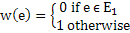 w(e) = { 0 if e ϵ E₁
1 otherwise